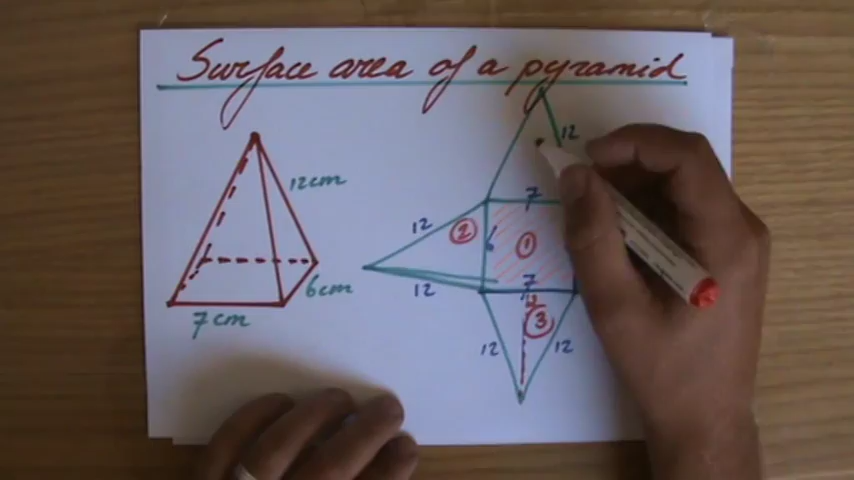 Surface area of a pyramid
12cm
6cm
7cm
12
7
12
2
6
1
12
7
3
12
12